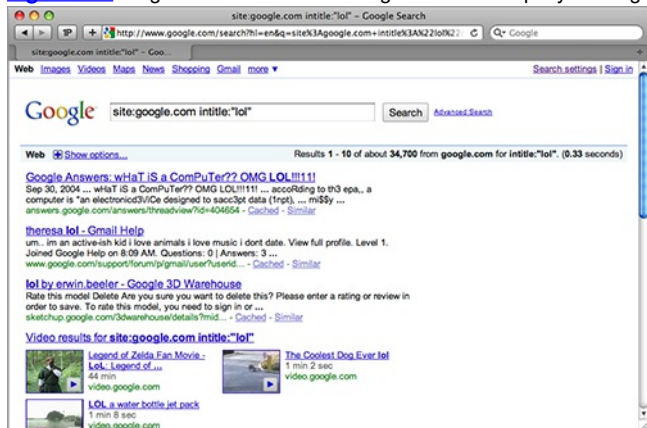 site:google.com intitle:"lol" - Google Search
http://www.google.com/search?hl=en&q=site%3Agoogle.com+intitle%3A%22lol%22
Google
site:google.com intitle:"lol" - Goo...
Web Images Videos Maps News Shopping Gmail more ▼
Search settings | Sign in
Google
site:google.com intitle:"lol"
Search
Advanced Search
Web Show options...
Results 1 - 10 of about 34,700 from google.com for intitle:"lol". (0.33 seconds)
Google Answers: wHaT iS a ComPuTer?? OMG LOL!!!11!
Sep 30, 2004 ... wHaT iS a ComPuTer?? OMG LOL!!!11! ... accoRding to th3 epa,, a
computer is "an electronicd3ViCe designed to sacc3pt data (1npt), ... mi$$y ...
answers.google.com/answers/threadview?id=404654 - Cached - Similar
theresa lol - Gmail Help
um.. im an active-ish kid i love animals i love music i dont date. View full profile. Level 1.
Joined Google Help on 8:09 AM. Questions: 0 | Answers: 3 ...
www.google.com/support/forum/p/gmail/user?userid... - Cached - Similar
lol by erwin.beeler - Google 3D Warehouse
Rate this model Delete Are you sure you want to delete this? Please enter a rating or review in
order to save. To rate this model, you need to sign in or ...
sketchup.google.com/3dwarehouse/details?mid... - Cached - Similar
Video results for site:google.com intitle:"lol"
Legend of Zelda Fan Movie -
LoL: Legend of ...
44 min
video.google.com
The Coolest Dog Ever lol
1 min 2 sec
video.google.com
LOL a water bottle jet pack
1 min 8 sec
video.google.com